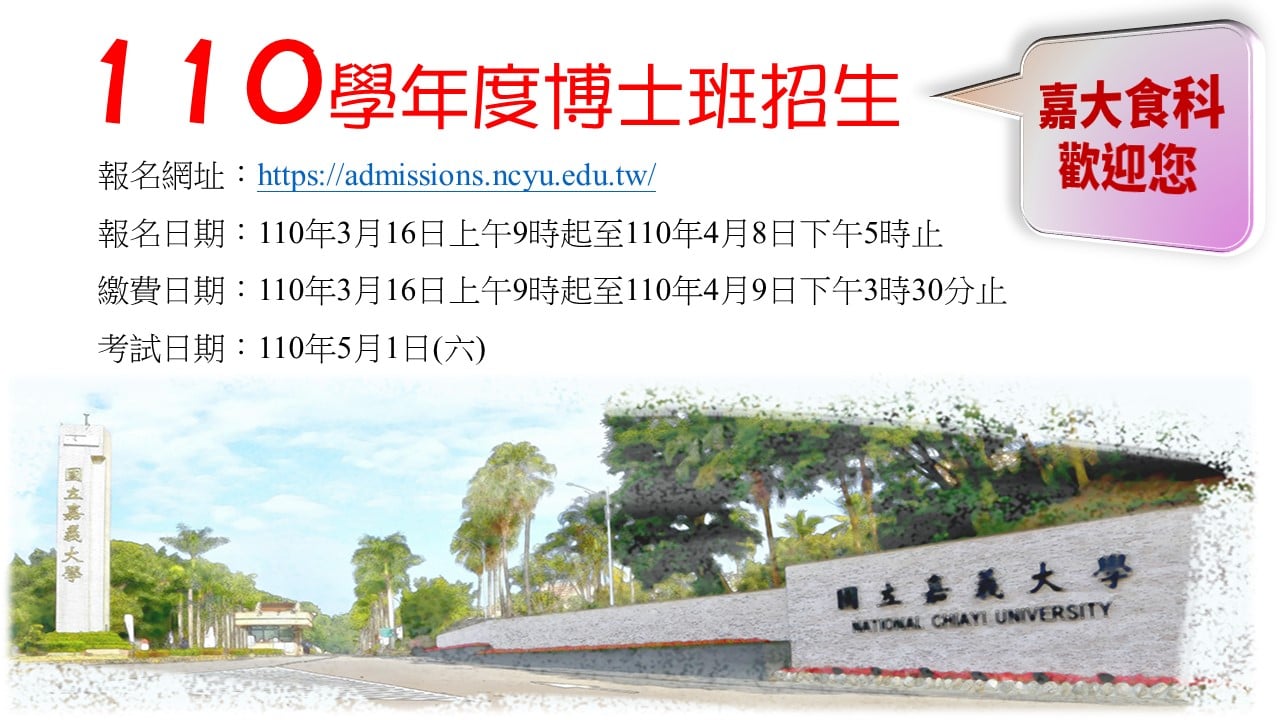 110學年度博士班招生
嘉大食科
歡迎您
報名網址：https://admissions.ncyu.edu.tw/
報名日期：110年3月16日上午9時起至110年4月8日下午5時止
繳費日期：110年3月16日上午9時起至110年4月9日下午3時30分止
考試日期：110年5月1日(六)
國立嘉義大學
國立嘉義大學
NATIONAL CHIAYI UNIVERSITY